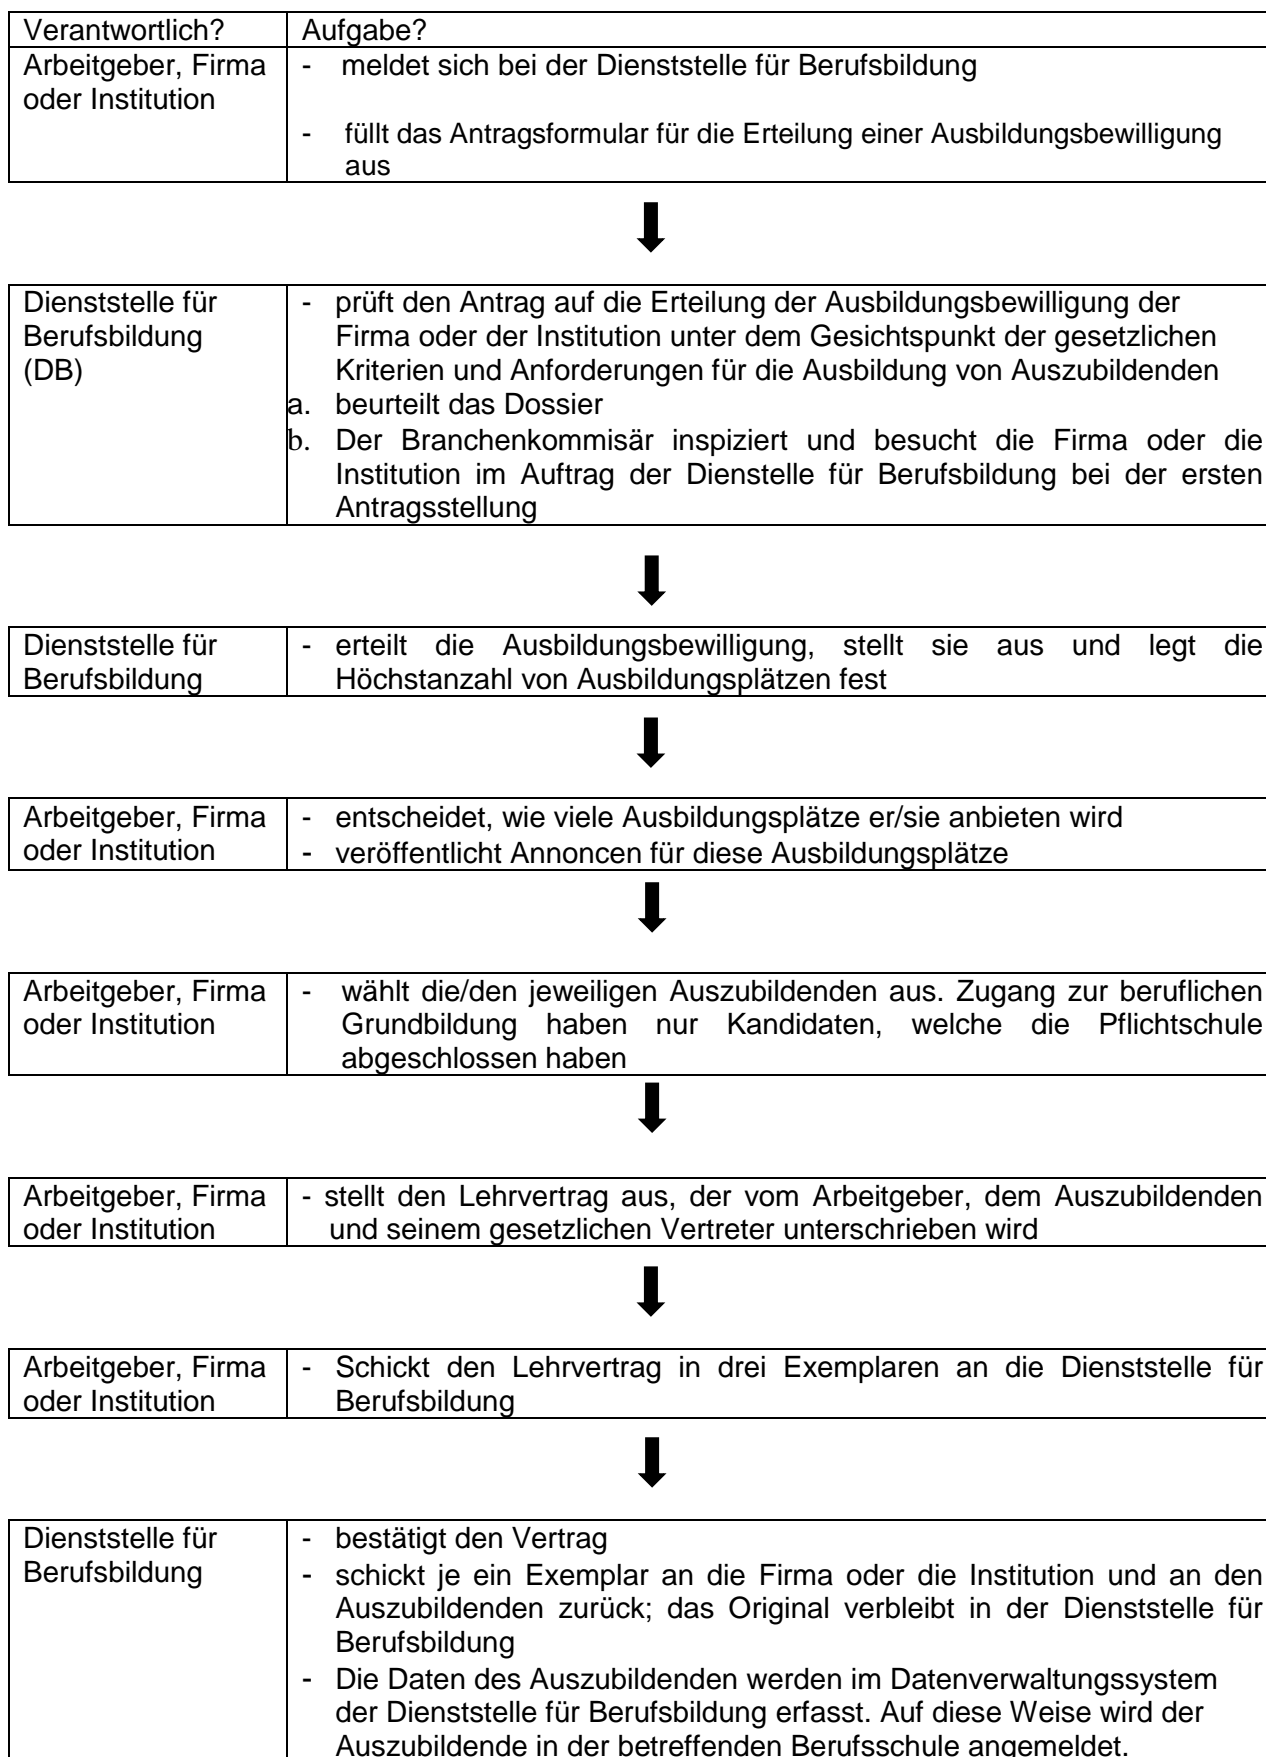 Verantwortlich? Aufgabe?
Arbeitgeber, Firma - meldet sich bei der Dienststelle für Berufsbildung
oder Institution
- füllt das Antragsformular für die Erteilung einer Ausbildungsbewilligung
aus
Dienststelle für - prüft den Antrag auf die Erteilung der Ausbildungsbewilligung der
Berufsbildung Firma oder der Institution unter dem Gesichtspunkt der gesetzlichen
(DB) Kriterien und Anforderungen für die Ausbildung von Auszubildenden
a. beurteilt das Dossier
b. Der Branchenkommisär inspiziert und besucht die Firma oder die
Institution im Auftrag der Dienstelle für Berufsbildung bei der ersten
Antragsstellung
Dienststelle für - erteilt die Ausbildungsbewilligung, stellt sie aus und legt die
Berufsbildung Höchstanzahl von Ausbildungsplätzen fest
Arbeitgeber, Firma - entscheidet, wie viele Ausbildungsplätze er/sie anbieten wird
oder Institution - veröffentlicht Annoncen für diese Ausbildungsplätze
Arbeitgeber, Firma - wählt die/den jeweiligen Auszubildenden aus. Zugang zur beruflichen
oder Institution Grundbildung haben nur Kandidaten, welche die Pflichtschule
abgeschlossen haben
Arbeitgeber, Firma - stellt den Lehrvertrag aus, der vom Arbeitgeber, dem Auszubildenden
oder Institution und seinem gesetzlichen Vertreter unterschrieben wird
Arbeitgeber, Firma - Schickt den Lehrvertrag in drei Exemplaren an die Dienststelle für
oder Institution Berufsbildung
Dienststelle für - bestätigt den Vertrag
Berufsbildung - schickt je ein Exemplar an die Firma oder die Institution und an den
Auszubildenden zurück; das Original verbleibt in der Dienststelle für
Berufsbildung
- Die Daten des Auszubildenden werden im Datenverwaltungssystem
der Dienststelle für Berufsbildung erfasst. Auf diese Weise wird der
Auszubildende in der betreffenden Berufsschule angemeldet.